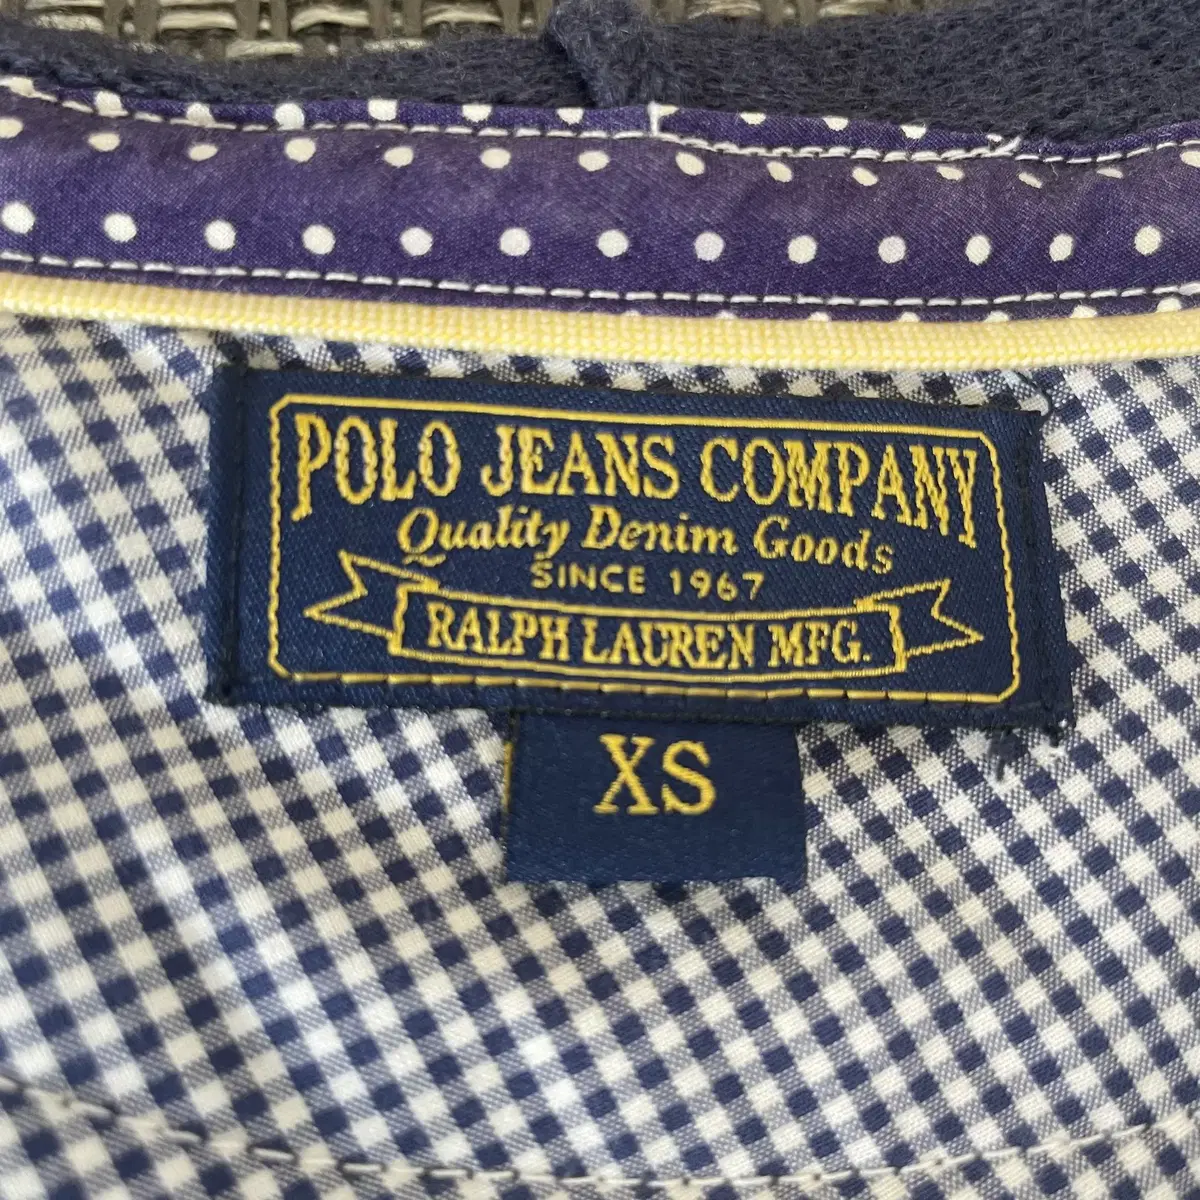 POLO JEANS COMPANY
Quality Denim Goods
SINCE 1967
RALPH LAUREN MFG.
XS